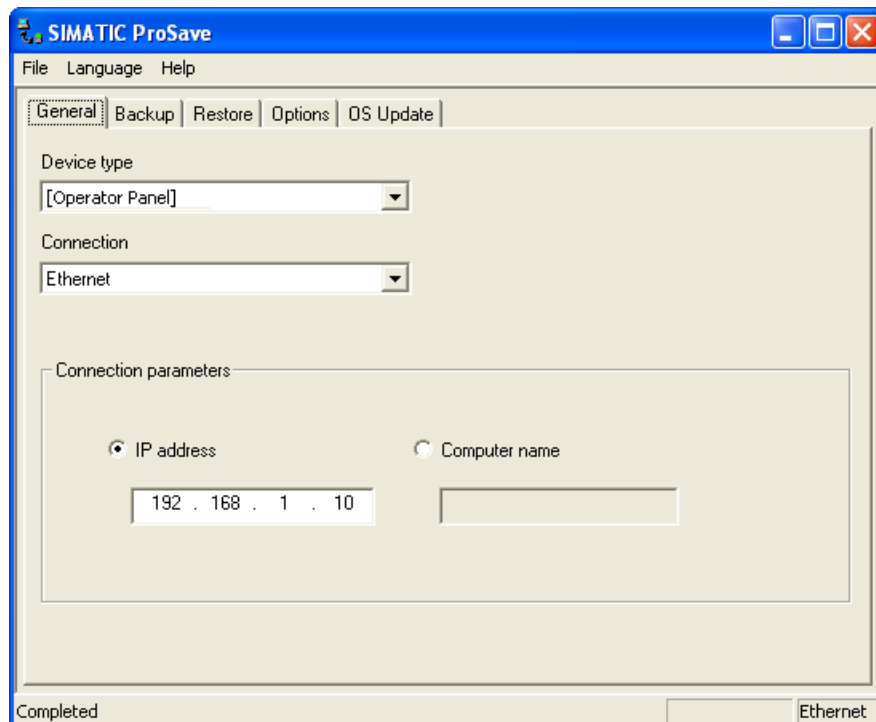 SIMATIC ProSave
File Language Help
General Backup Restore Options OS Update
Device type
[Operator Panel]
Connection
Ethernet
Connection parameters
IP address Computer name
192 . 168 . 1 . 10
Completed Ethernet